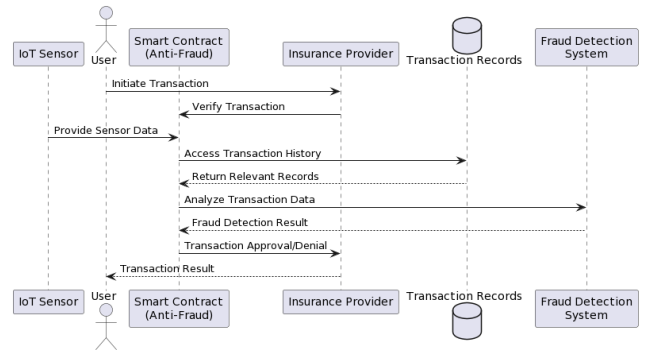 IoT Sensor
User
Smart Contract
(Anti-Fraud)
Insurance Provider
Transaction Records
Fraud Detection
System
Initiate Transaction
Verify Transaction
Provide Sensor Data
Access Transaction History
Return Relevant Records
Analyze Transaction Data
Fraud Detection Result
Transaction Approval/Denial
Transaction Result
IoT Sensor
User
Smart Contract
(Anti-Fraud)
Insurance Provider
Transaction Records
Fraud Detection
System